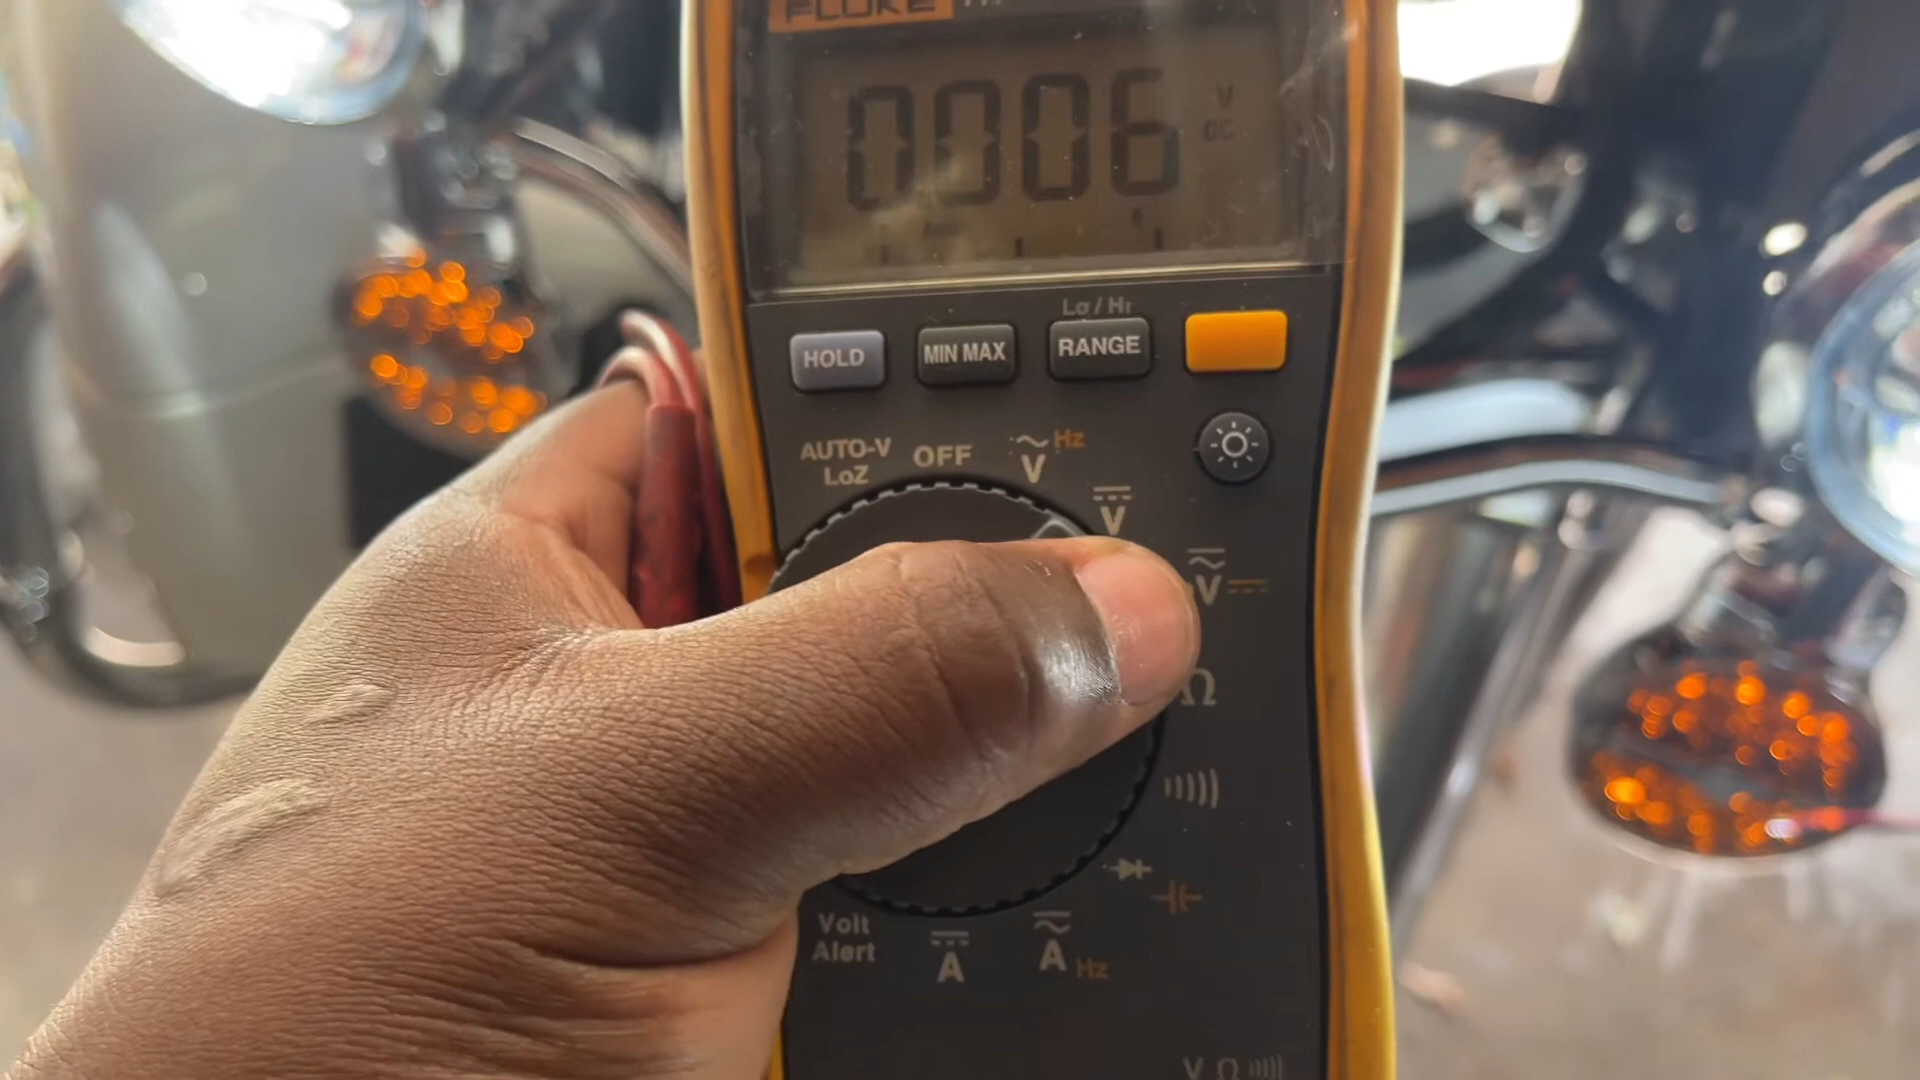 FLUKE
0006 V
DC
Lo / Hi
HOLD MIN MAX RANGE
AUTO-V
LoZ
OFF
Hz
V
V
V
Ω
Volt
Alert
A
A Hz
V Ω